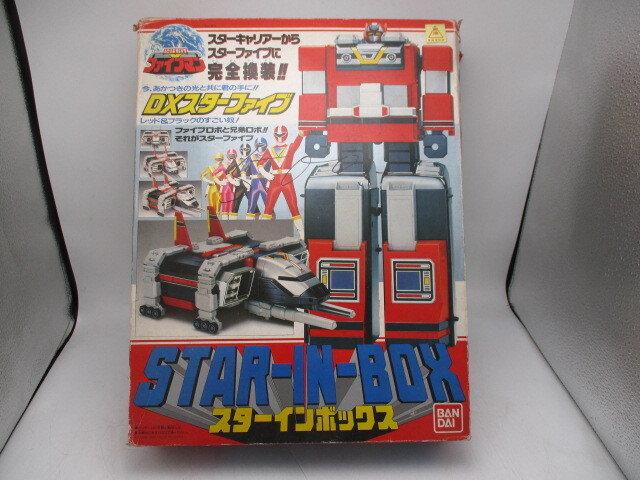 ファイブマン
スターキャリアーから
スターファイブに
完全換装!!
今、あかつきの光と共に君の手に!!
DXスターファイブ
レッド&ブラックのすごい奴!
ファイブロボと兄弟ロボ!!
それがスターファイブ
STAR-IN-BOX
スターインボックス
BAN
DAI